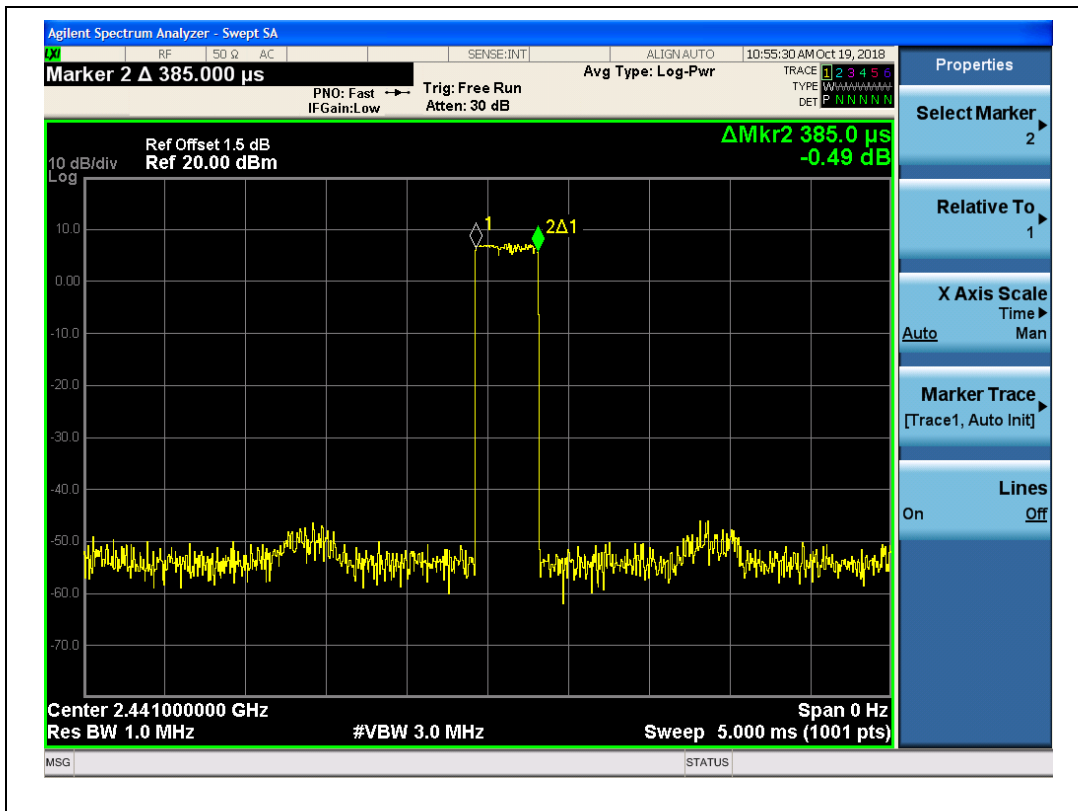 Agilent Spectrum Analyzer - Swept SA
LXI RF 50 Ω AC SENSE:INT ALIGN AUTO 10:55:30 AM Oct 19, 2018
Marker 2 Δ 385.000 µs
PNO: Fast
IFGain:Low
Trig: Free Run
Atten: 30 dB
Avg Type: Log-Pwr
TRACE 1 2 3 4 5 6
TYPE W
DET P N N N N N
ΔMkr2 385.0 µs
-0.49 dB
10 dB/div
Log
Ref Offset 1.5 dB
Ref 20.00 dBm
10.0
0.00
-10.0
-20.0
-30.0
-40.0
-50.0
-60.0
-70.0
1
2Δ1
Center 2.441000000 GHz
Span 0 Hz
Res BW 1.0 MHz
#VBW 3.0 MHz
Sweep 5.000 ms (1001 pts)
MSG
STATUS
Properties
Select Marker
2
Relative To
1
X Axis Scale
Time
Auto Man
Marker Trace
[Trace1, Auto Init]
Lines
On Off